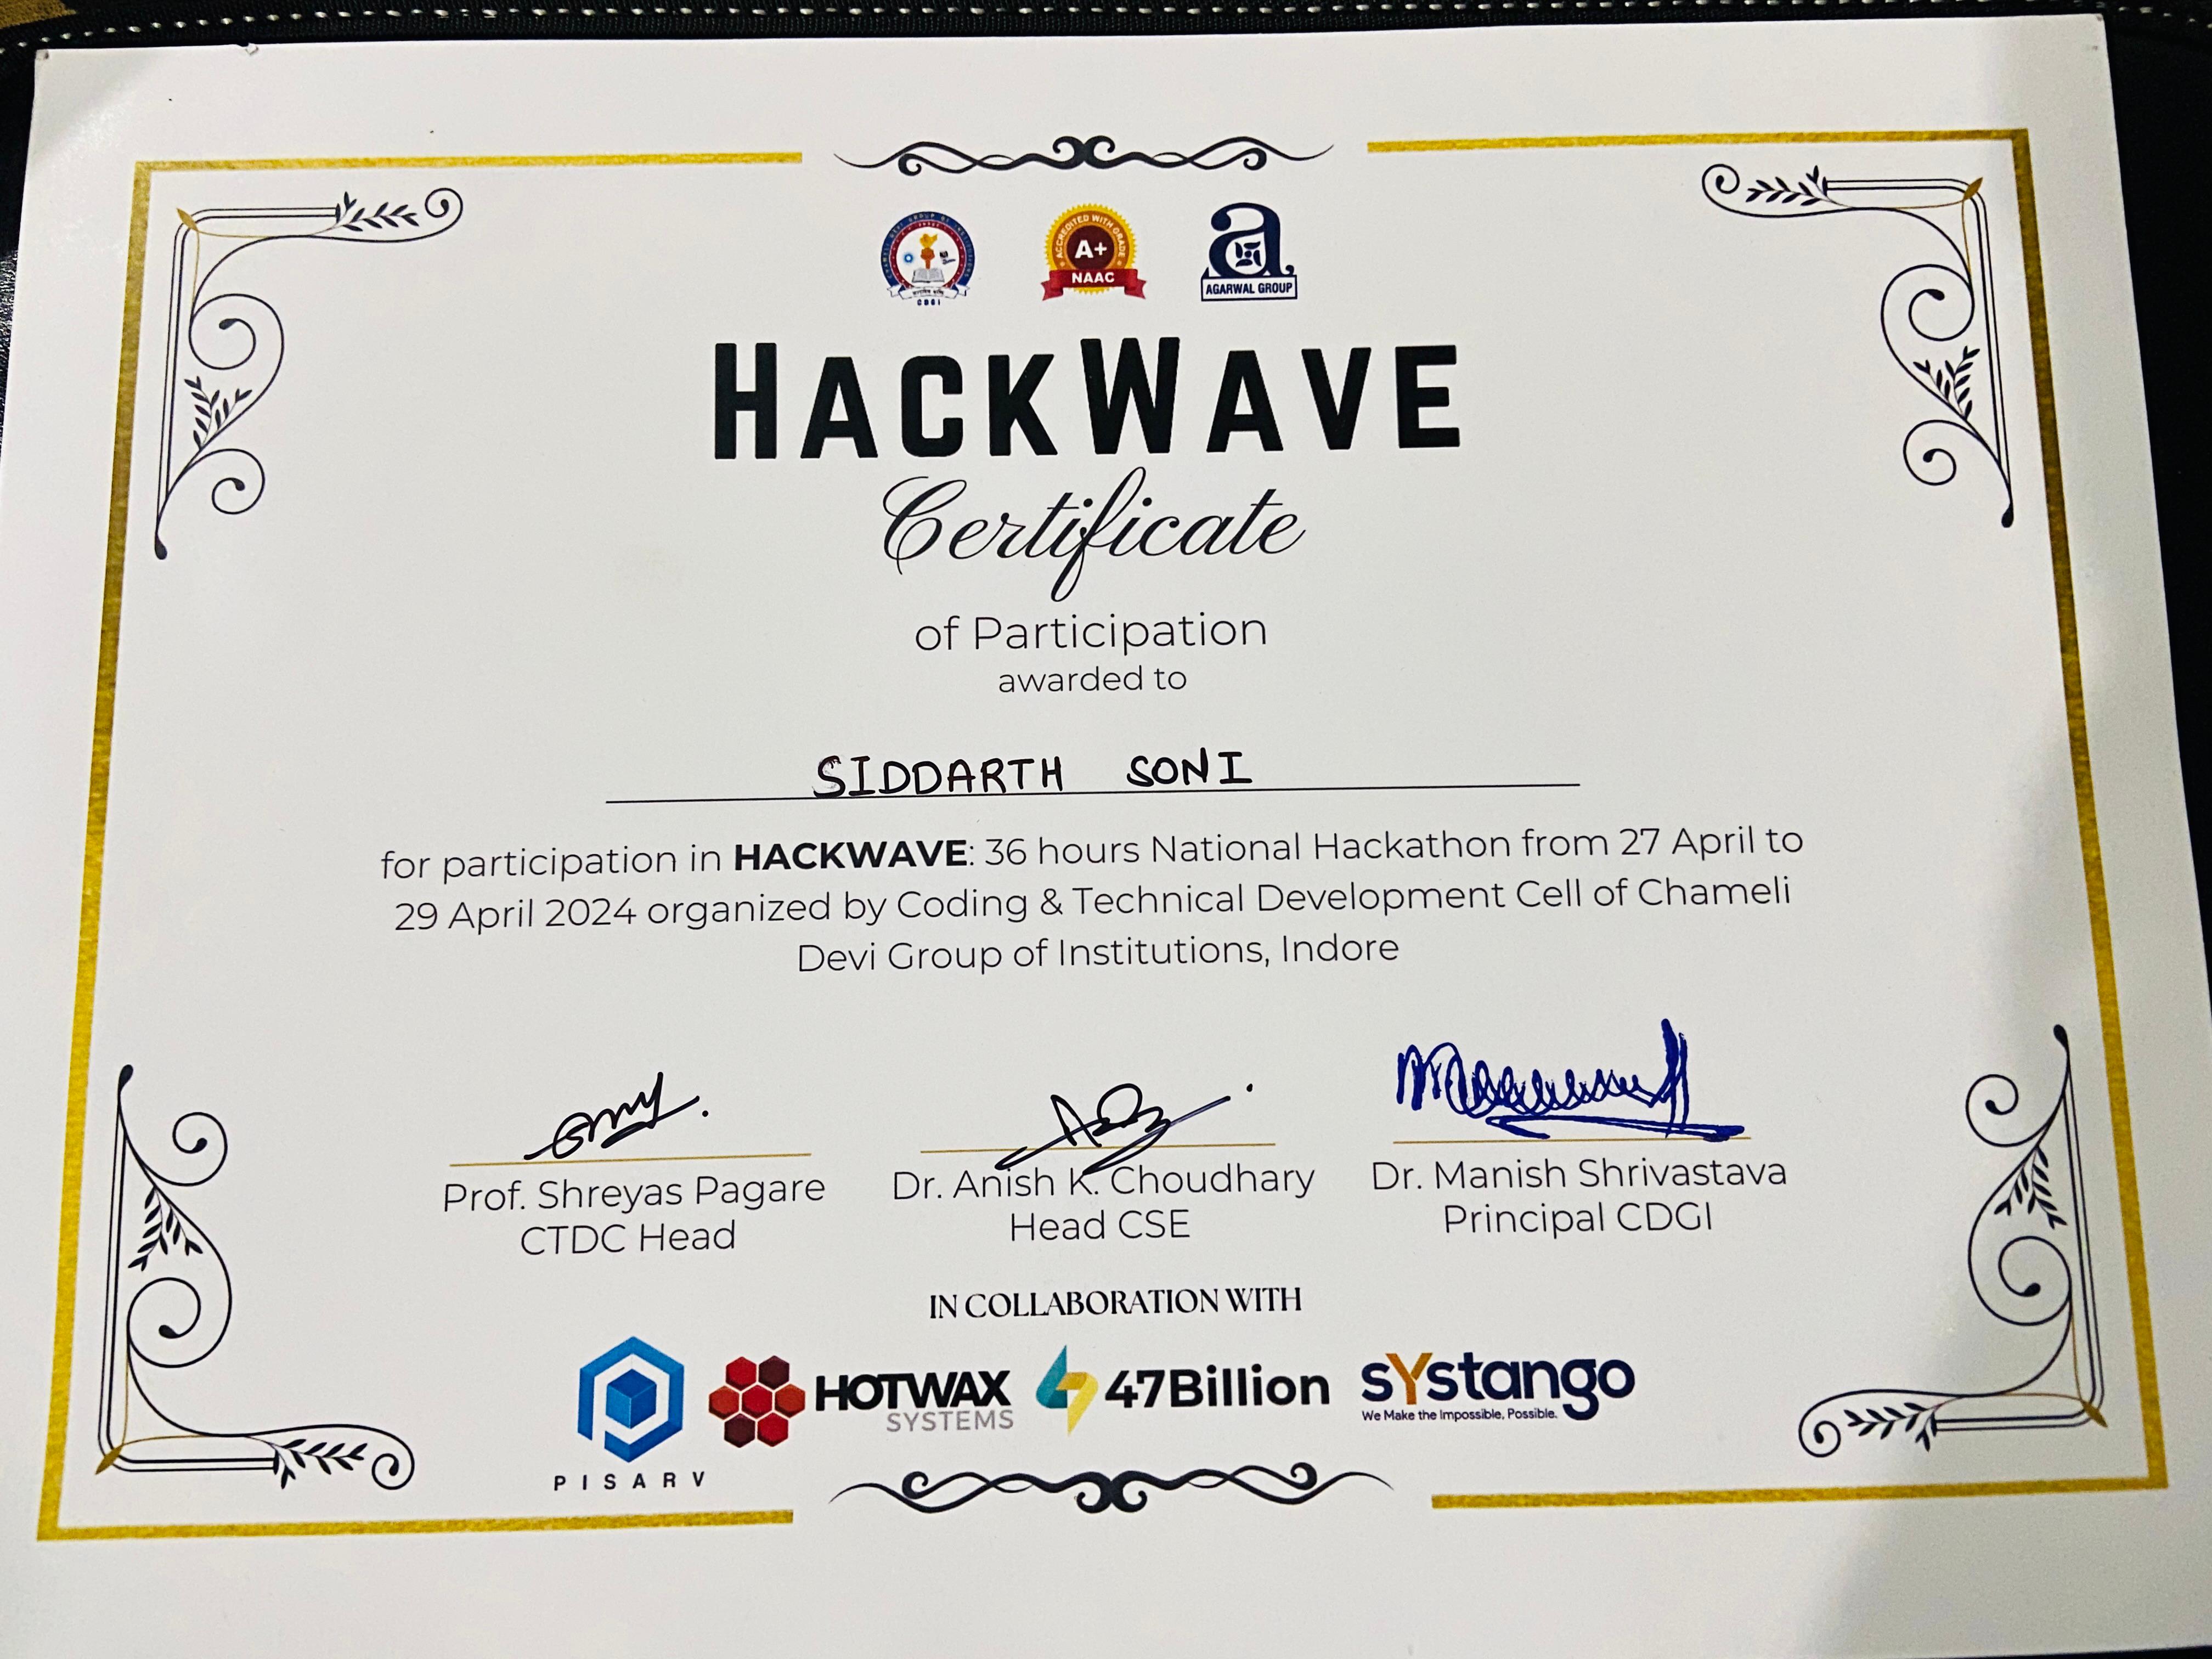 CDGI
ACCREDITED WITH GRADE
A+
NAAC
a
AGARWAL GROUP
HACKWAVE
Certificate
of Participation
awarded to
SIDDARTH SONI
for participation in HACKWAVE: 36 hours National Hackathon from 27 April to
29 April 2024 organized by Coding & Technical Development Cell of Chameli
Devi Group of Institutions, Indore
Prof. Shreyas Pagare
CTDC Head
Dr. Anish K. Choudhary
Head CSE
Dr. Manish Shrivastava
Principal CDGI
IN COLLABORATION WITH
PISARV
HOTWAX
SYSTEMS
47Billion
sYstango
We Make the Impossible, Possible.